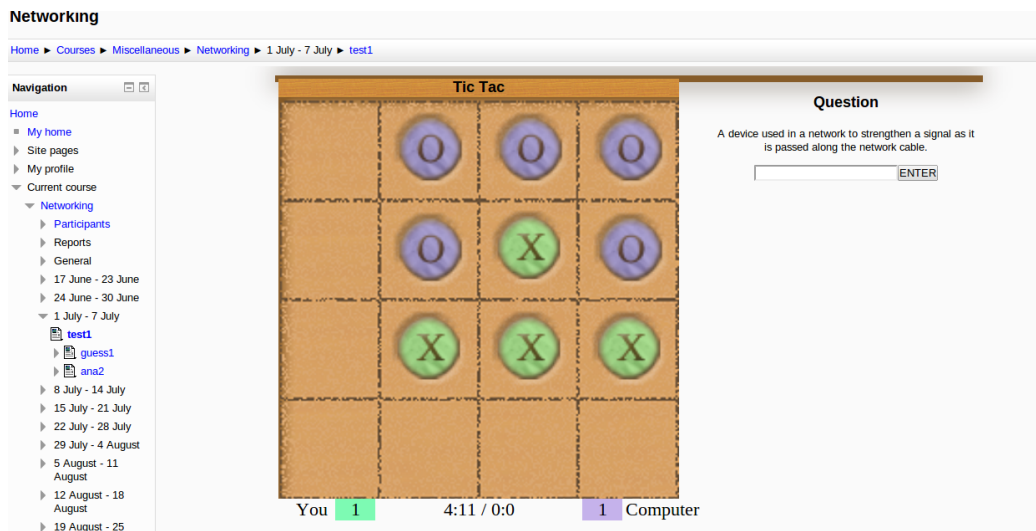 Networking
Home ► Courses ► Miscellaneous ► Networking ► 1 July - 7 July ► test1
Navigation
Home
My home
Site pages
My profile
Current course
Networking
Participants
Reports
General
17 June - 23 June
24 June - 30 June
1 July - 7 July
test1
guess1
ana2
8 July - 14 July
15 July - 21 July
22 July - 28 July
29 July - 4 August
5 August - 11
August
12 August - 18
August
19 August - 25
Tic Tac
O O O
O X O
X X X
You 1 4:11 / 0:0 1 Computer
Question
A device used in a network to strengthen a signal as it
is passed along the network cable.
ENTER